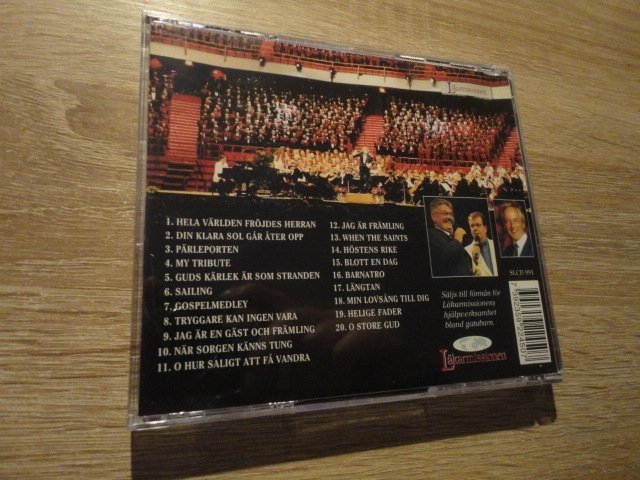 Läkarmissionen
1. HELA VÄRLDEN FRÖJDES HERRAN
2. DIN KLARA SOL GÅR ÅTER OPP
3. PÄRLEPORTEN
4. MY TRIBUTE
5. GUDS KÄRLEK ÄR SOM STRANDEN
6. SAILING
7. GOSPELMEDLEY
8. TRYGGARE KAN INGEN VARA
9. JAG ÄR EN GÄST OCH FRÄMLING
10. NÄR SORGEN KÄNNS TUNG
11. O HUR SALIGT ATT FÅ VANDRA
12. JAG ÄR FRÄMLING
13. WHEN THE SAINTS
14. HÖSTENS RIKE
15. BLOTT EN DAG
16. BARNATRO
17. LÄNGTAN
18. MIN LOVSÅNG TILL DIG
19. HELIGE FADER
20. O STORE GUD
SLCD 991
Säljs till förmån för
Läkarmissionens
hjälpverksamhet
bland gatubarn.
Läkarmissionen